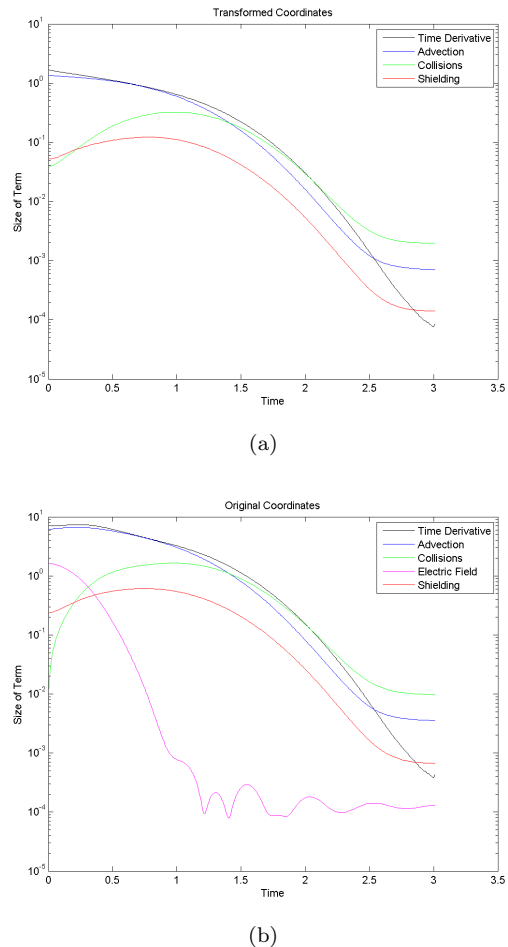 Transformed Coordinates
10^1
10^0
10^-1
10^-2
10^-3
10^-4
10^-5
Size of Term
Time Derivative
Advection
Collisions
Shielding
0 0.5 1 1.5 2 2.5 3 3.5
Time
(a)
Original Coordinates
10^1
10^0
10^-1
10^-2
10^-3
10^-4
10^-5
Size of Term
Time Derivative
Advection
Collisions
Electric Field
Shielding
0 0.5 1 1.5 2 2.5 3 3.5
Time
(b)